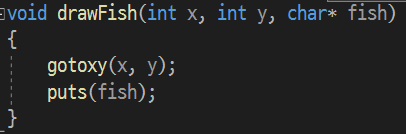 void drawFish(int x, int y, char* fish)
{
    gotoxy(x, y);
    puts(fish);
}